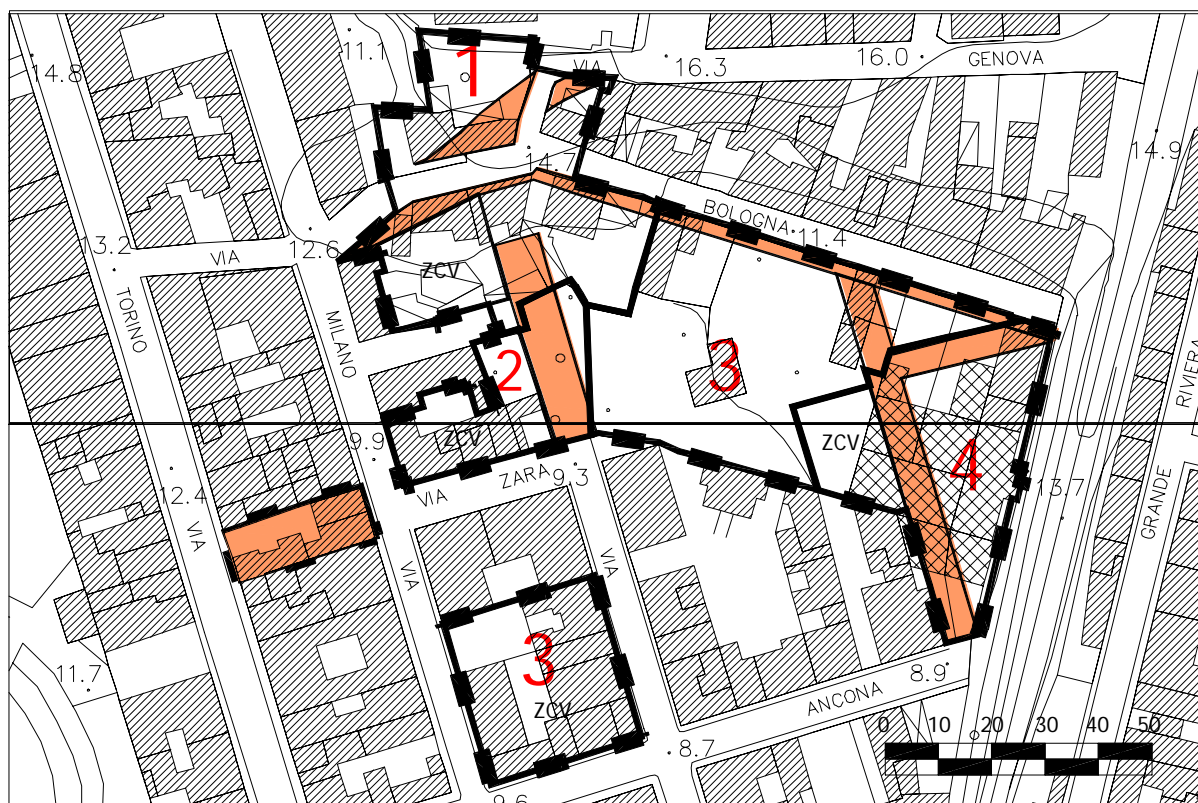 11.1
1
VIA
16.3
16.0
GENOVA
14.8
14.9
14.7
BOLOGNA
11.4
13.2
VIA
12.6
ZCV
TORINO
MILANO
2
3
RIVIERA
9.9
ZCV
ZCV
4
VIA
ZARA
9.3
12.4
VIA
13.7
GRANDE
VIA
VIA
11.7
3
ZCV
ANCONA
8.9
8.7
0 10 20 30 40 50
9.6